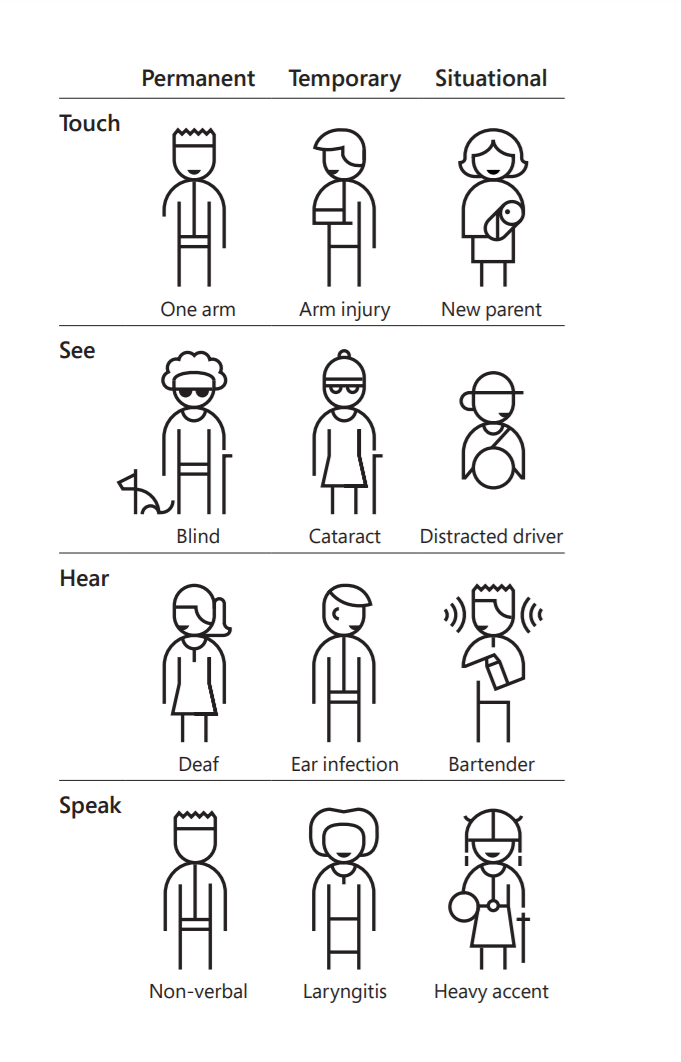 Permanent Temporary Situational
Touch
One arm Arm injury New parent
See
Blind Cataract Distracted driver
Hear
Deaf Ear infection Bartender
Speak
Non-verbal Laryngitis Heavy accent